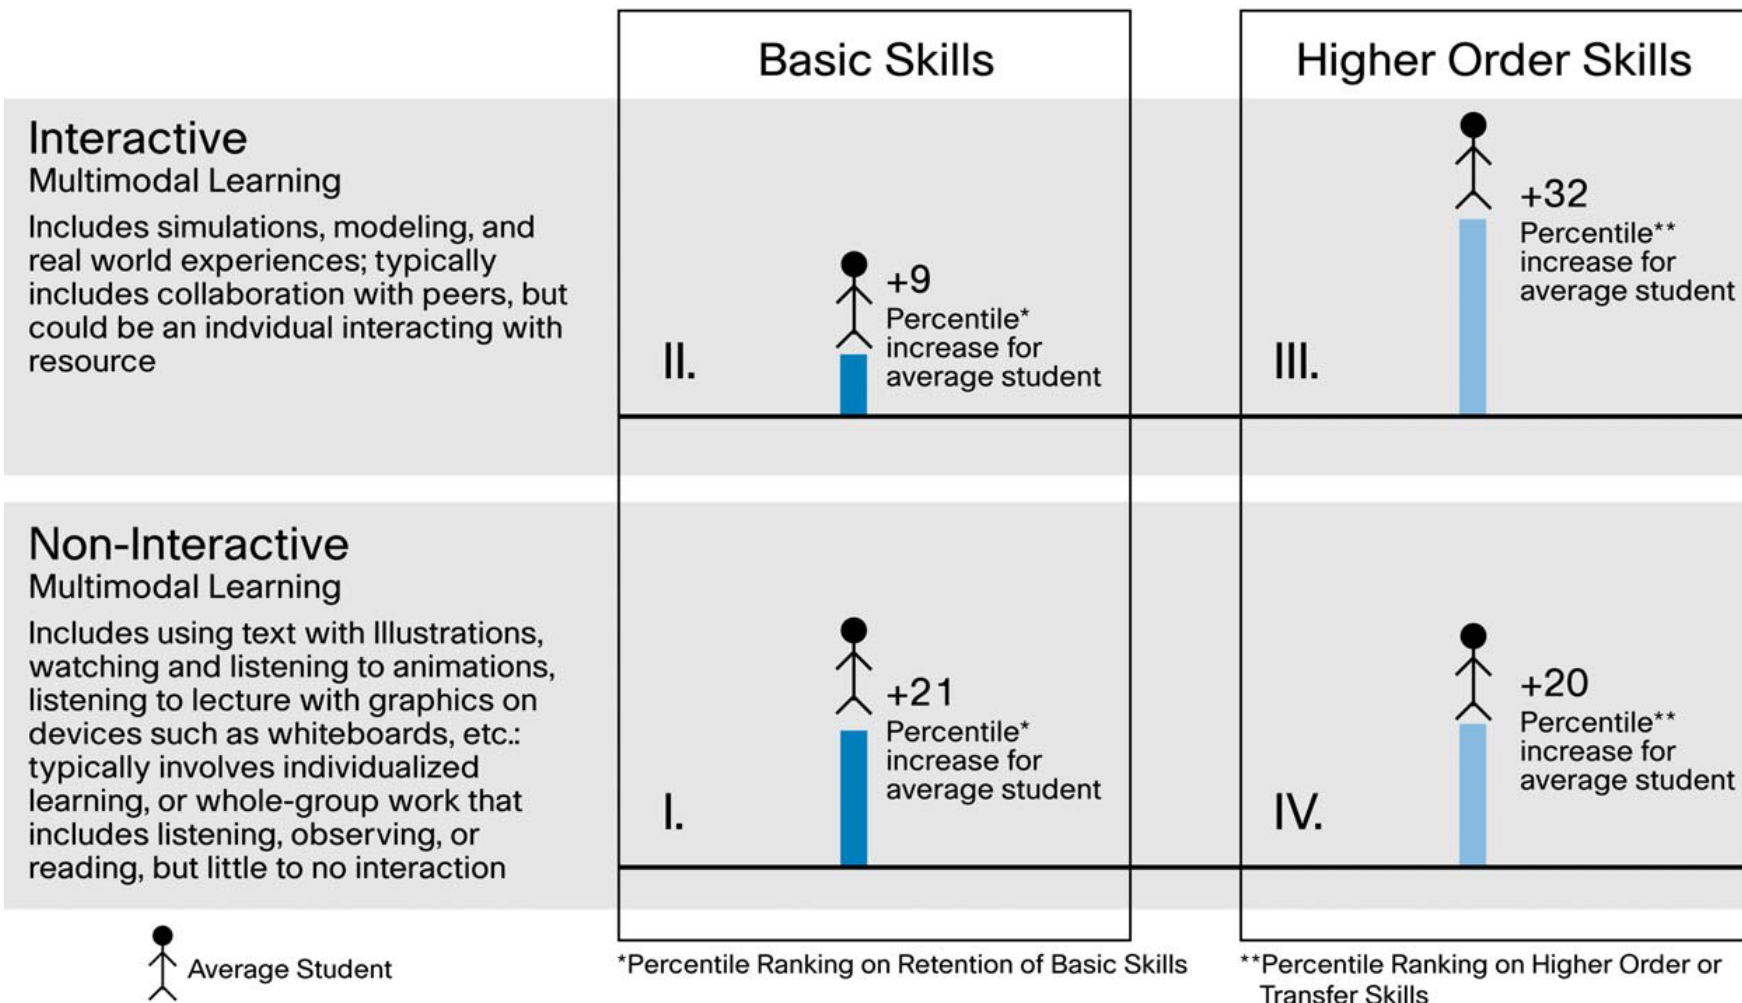 Basic Skills
Higher Order Skills
Interactive
Multimodal Learning
Includes simulations, modeling, and
real world experiences; typically
includes collaboration with peers, but
could be an indvidual interacting with
resource
II.
+9
Percentile*
increase for
average student
III.
+32
Percentile**
increase for
average student
Non-Interactive
Multimodal Learning
Includes using text with Illustrations,
watching and listening to animations,
listening to lecture with graphics on
devices such as whiteboards, etc.:
typically involves individualized
learning, or whole-group work that
includes listening, observing, or
reading, but little to no interaction
I.
+21
Percentile*
increase for
average student
IV.
+20
Percentile**
increase for
average student
Average Student
*Percentile Ranking on Retention of Basic Skills
**Percentile Ranking on Higher Order or
Transfer Skills